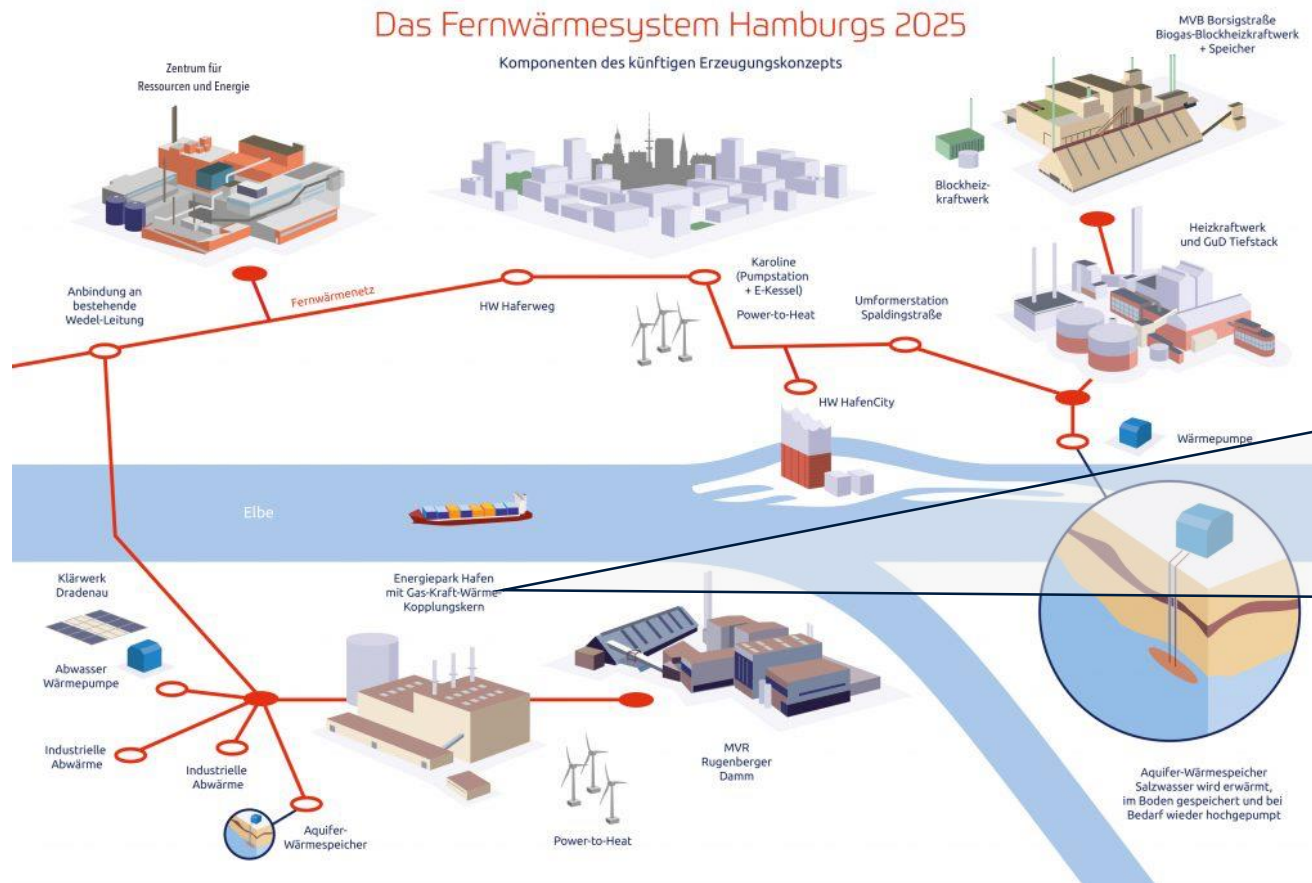 Das Fernwärmesystem Hamburgs 2025
Komponenten des künftigen Erzeugungskonzepts
Zentrum für
Ressourcen und Energie
MVB Borsigstraße
Biogas-Blockheizkraftwerk
+ Speicher
Blockheiz-
kraftwerk
Heizkraftwerk
und GuD Tiefstack
Anbindung an
bestehende
Wedel-Leitung
Fernwärmenetz
HW Haferweg
Karoline
(Pumpstation
+ E-Kessel)
Power-to-Heat
Umformerstation
Spaldingstraße
HW HafenCity
Wärmepumpe
Elbe
Klärwerk
Dradenau
Abwasser
Wärmepumpe
Industrielle
Abwärme
Industrielle
Abwärme
Aquifer-
Wärmespeicher
Energiepark Hafen
mit Gas-Kraft-Wärme-
Kopplungskern
Power-to-Heat
MVR
Rugenberger
Damm
Aquifer-Wärmespeicher
Salzwasser wird erwärmt,
im Boden gespeichert und bei
Bedarf wieder hochgepumpt